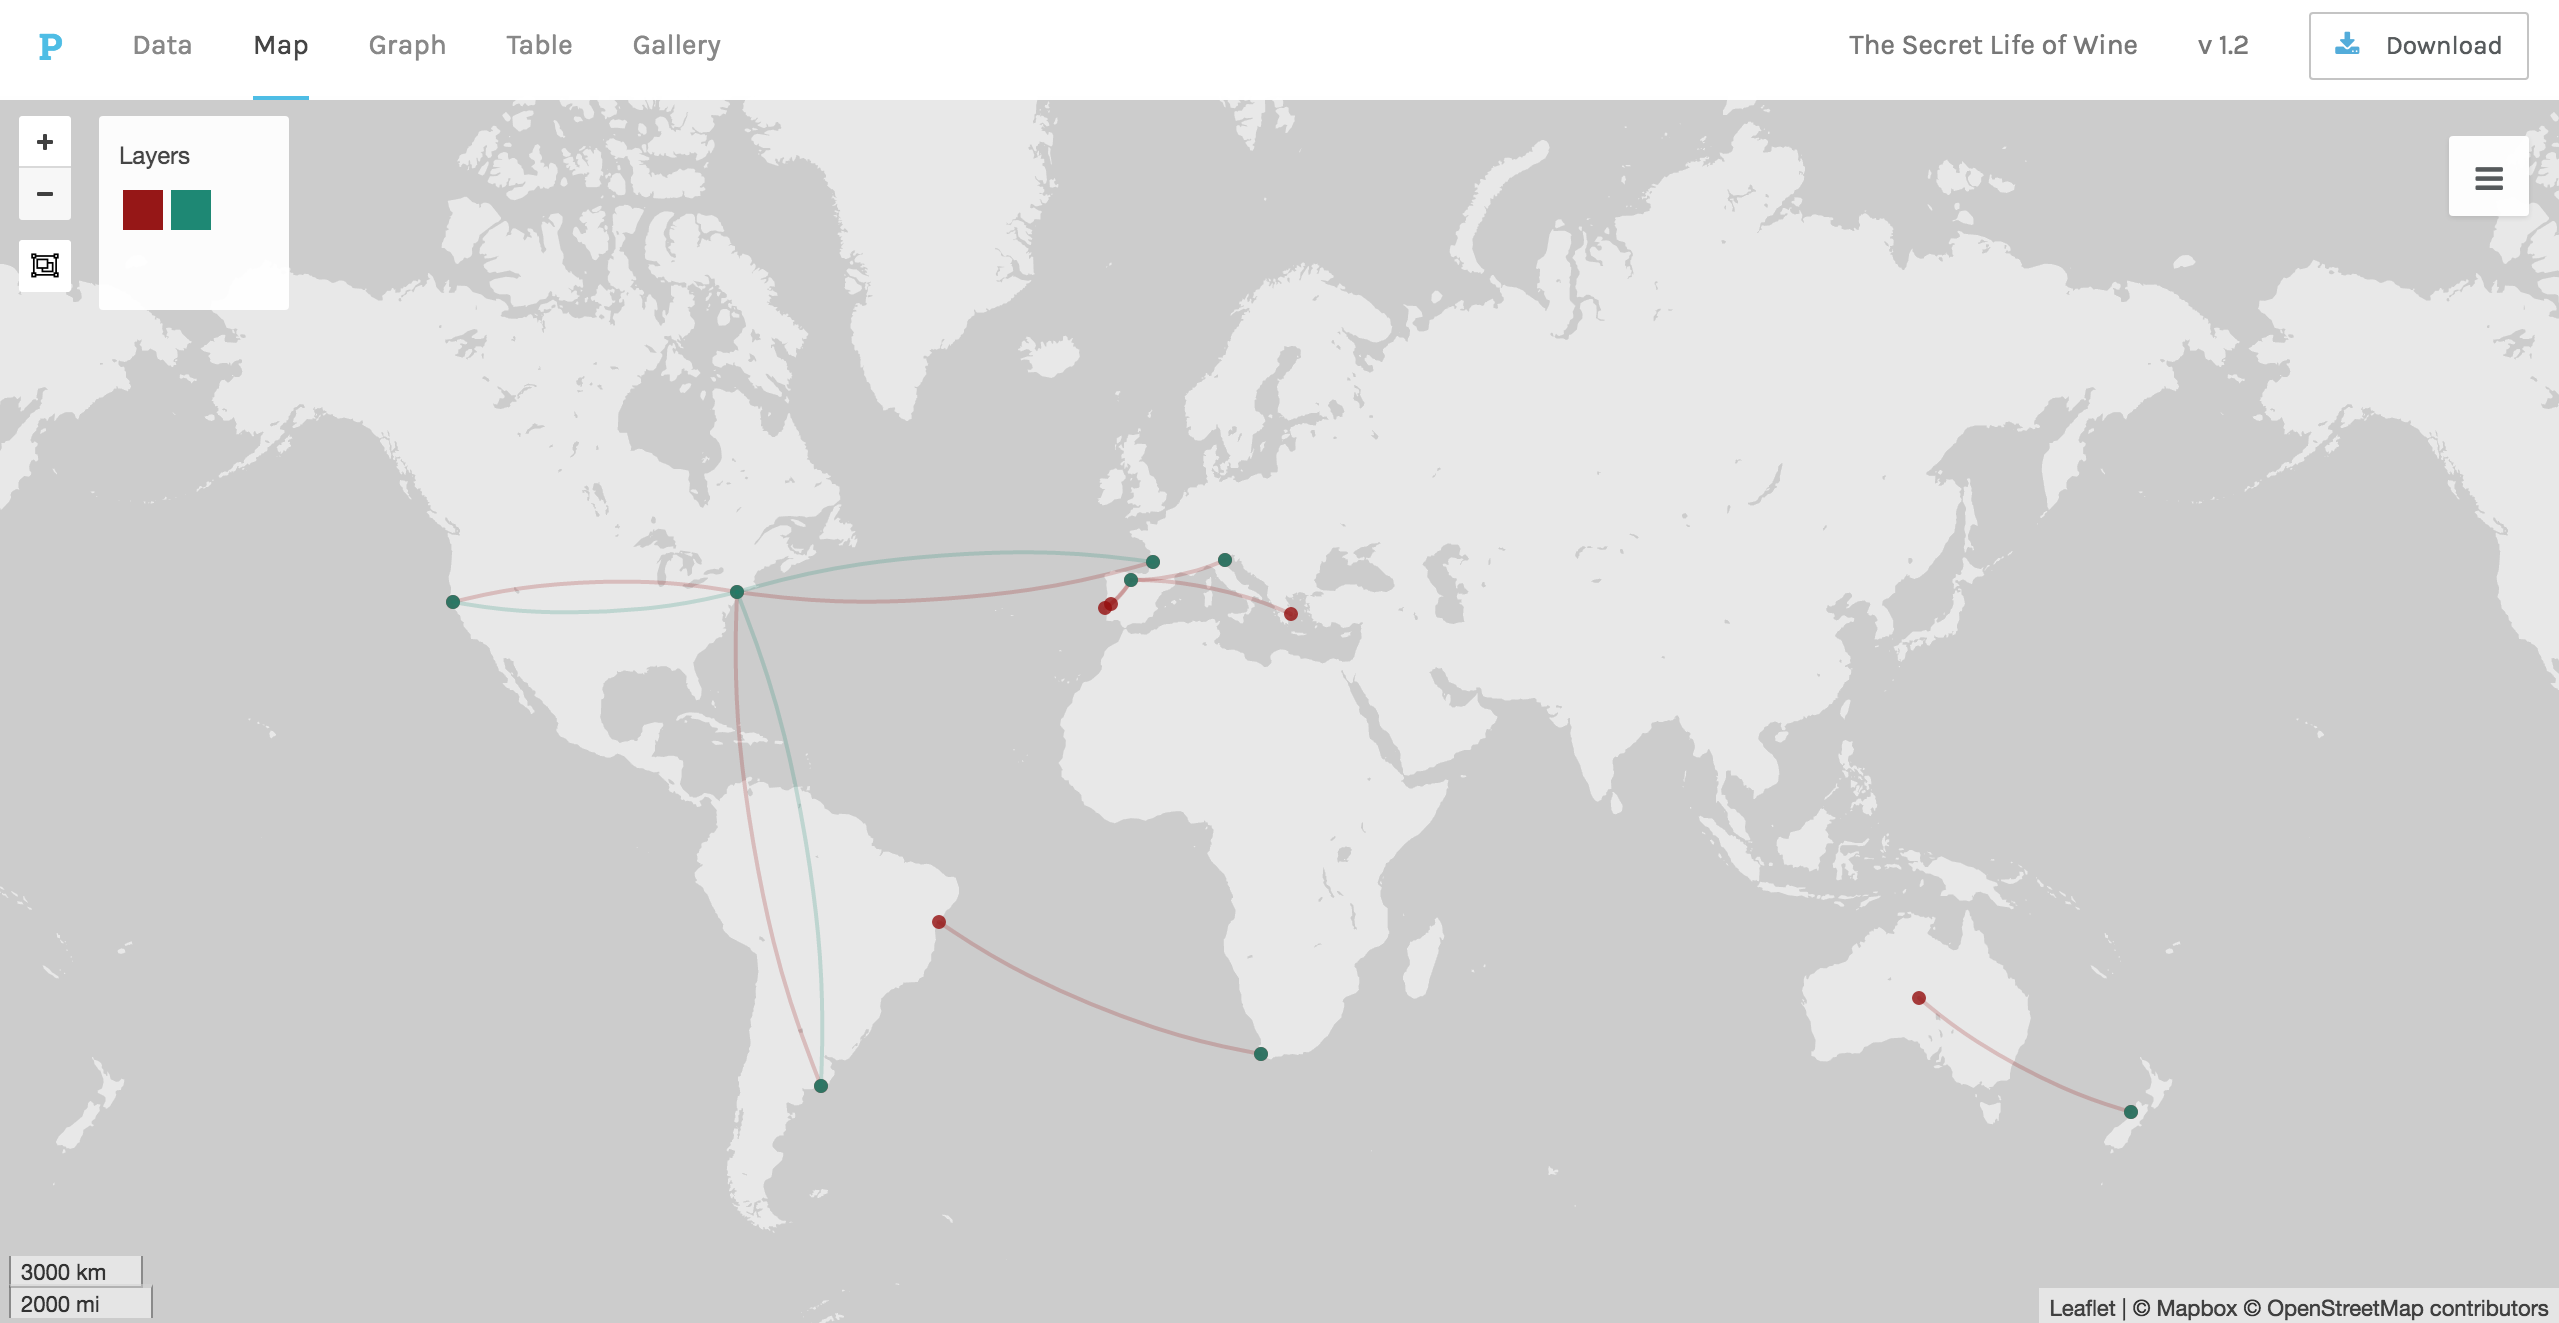 P Data Map Graph Table Gallery The Secret Life of Wine v 1.2 Download
+
Layers
−
3000 km
2000 mi
Leaflet | © Mapbox © OpenStreetMap contributors